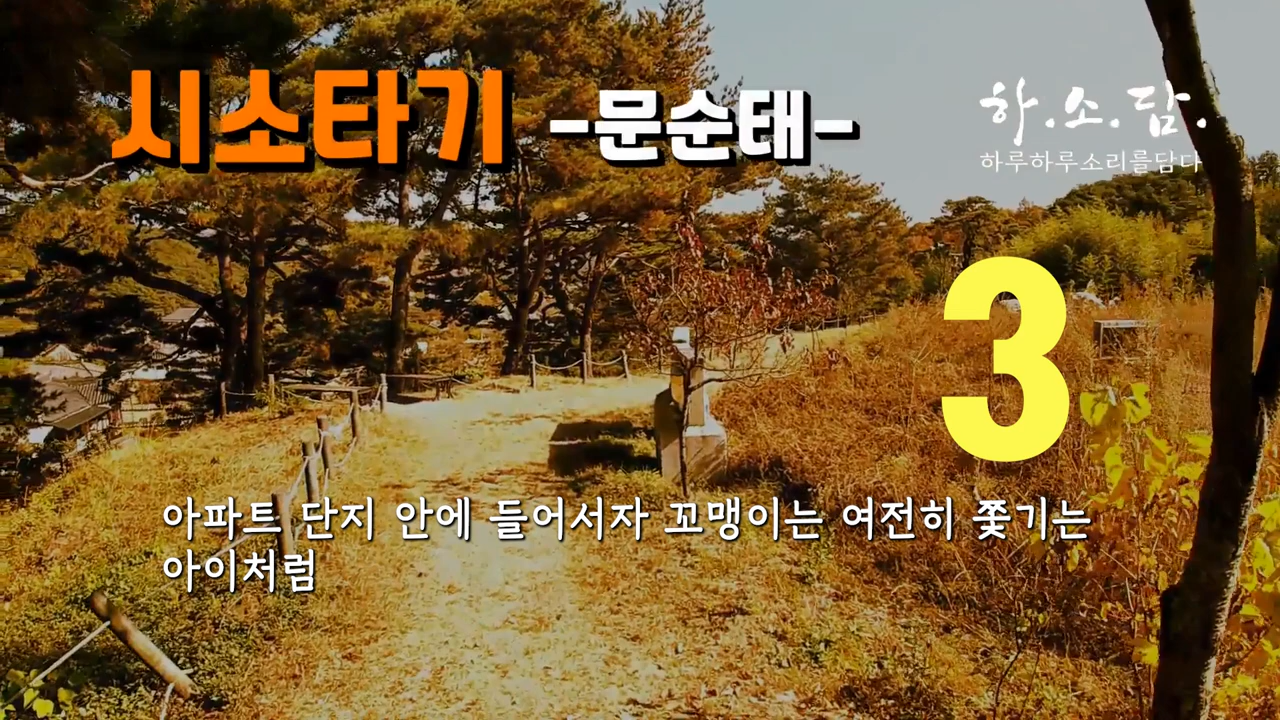 시소타기 -문순태-
하.소.담.
하루하루소리를담다
3
아파트 단지 안에 들어서자 꼬맹이는 여전히 쫓기는
아이처럼